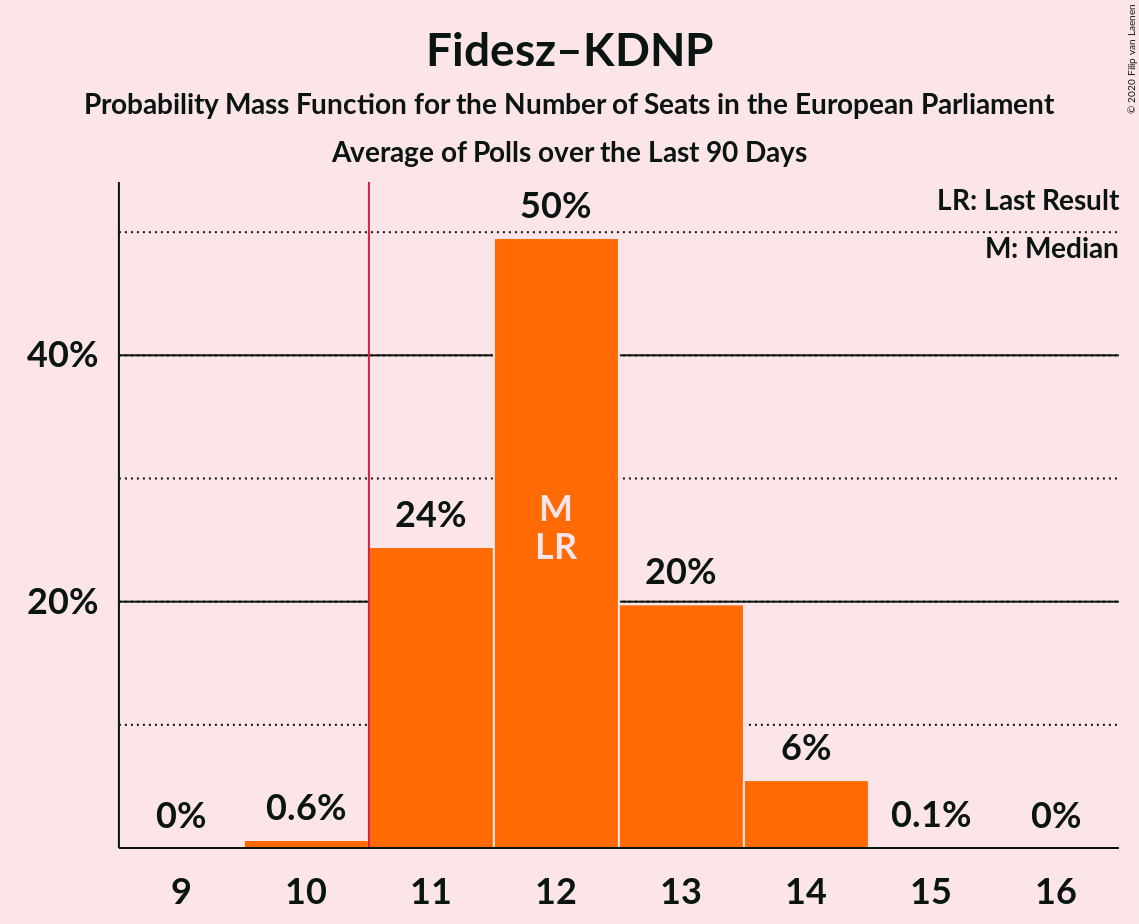 Fidesz–KDNP
Probability Mass Function for the Number of Seats in the European Parliament
Average of Polls over the Last 90 Days
© 2020 Filip van Laenen
LR: Last Result
M: Median
50%
40%
24%
M
LR
20%
20%
6%
0%
0.6%
0.1%
0%
9 10 11 12 13 14 15 16